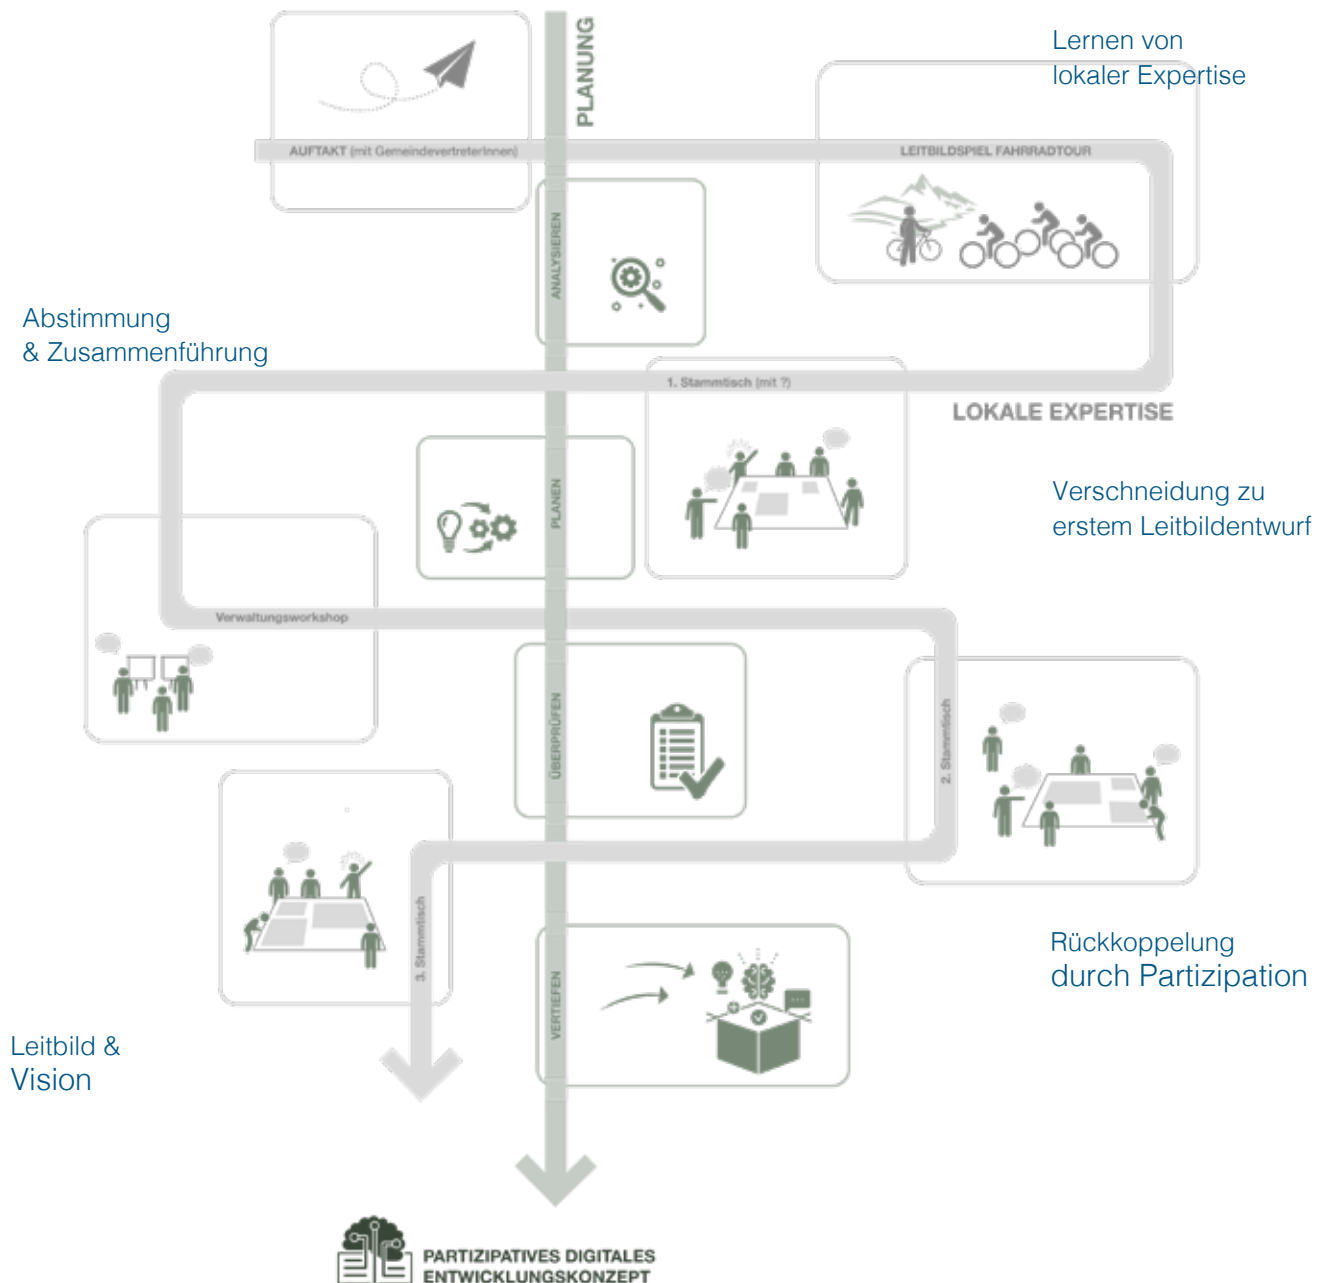 PLANUNG
Lernen von
lokaler Expertise
AUFTAKT (mit GemeindevertreterInnen)
LEITBILDSPIEL FAHRRADTOUR
ANALYSIEREN
Abstimmung
& Zusammenführung
1. Stammtisch (mit ?)
LOKALE EXPERTISE
PLANEN
Verschneidung zu
erstem Leitbildentwurf
Verwaltungsworkshop
ÜBERPRÜFEN
2. Stammtisch
3. Stammtisch
Rückkoppelung
durch Partizipation
VERTIEFEN
Leitbild &
Vision
PARTIZIPATIVES DIGITALES
ENTWICKLUNGSKONZEPT